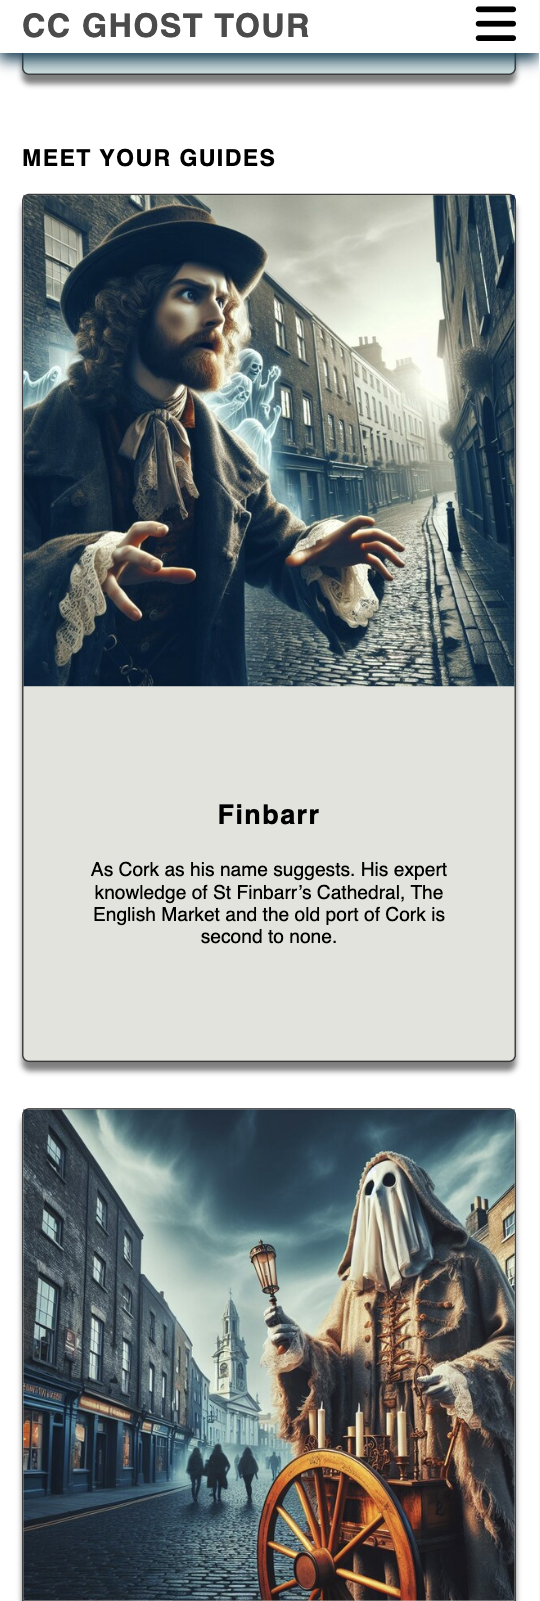 CC GHOST TOUR
MEET YOUR GUIDES
Finbarr
As Cork as his name suggests. His expert
knowledge of St Finbarr’s Cathedral, The
English Market and the old port of Cork is
second to none.